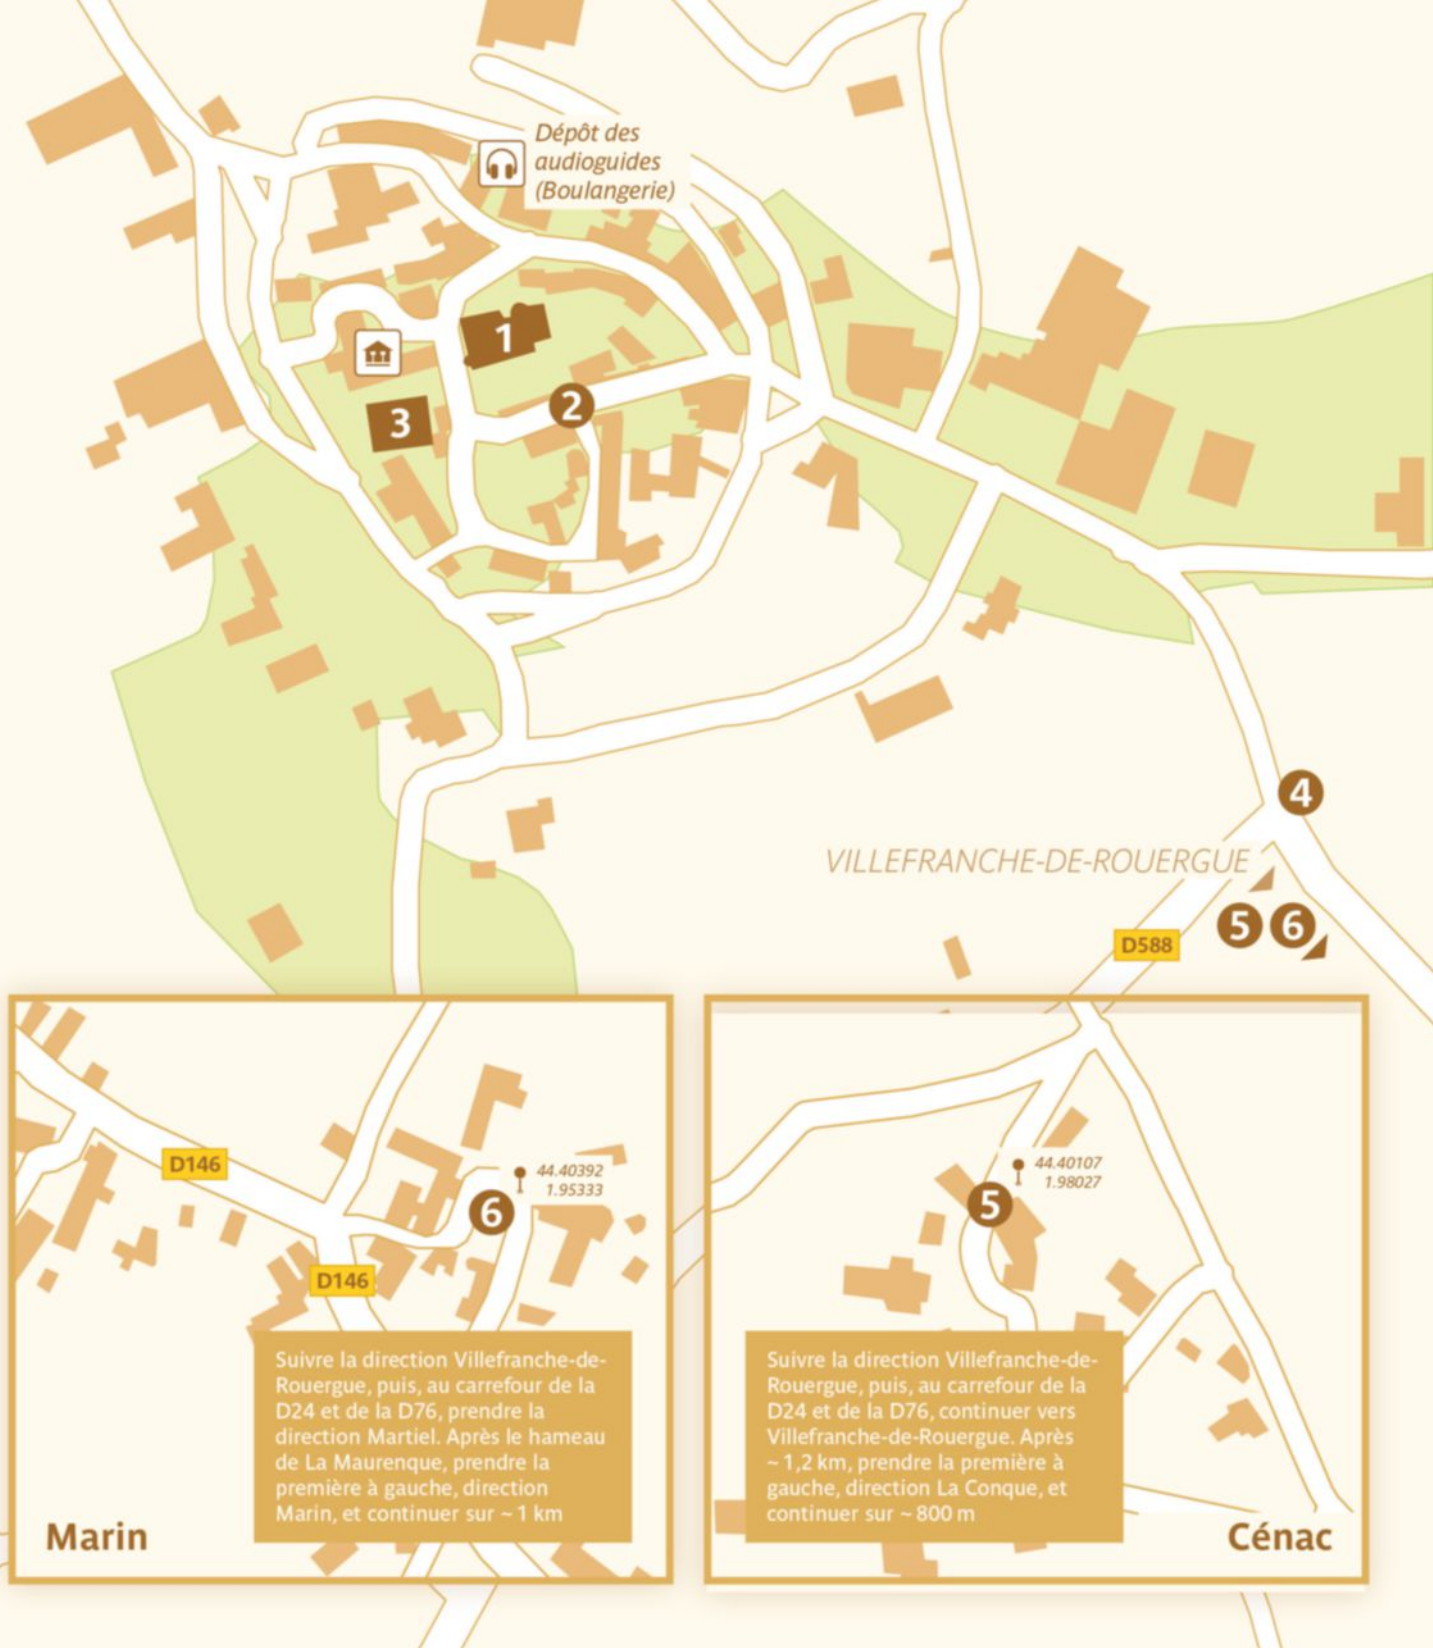 Dépôt des
audioguides
(Boulangerie)
1
2
3
4
VILLEFRANCHE-DE-ROUERGUE
5 6
D588
D146
44.40392
1.95333
6
D146
Suivre la direction Villefranche-de-
Rouergue, puis, au carrefour de la
D24 et de la D76, prendre la
direction Martiel. Après le hameau
de La Maurenque, prendre la
première à gauche, direction
Marin, et continuer sur ~ 1 km
Marin
44.40107
1.98027
5
Suivre la direction Villefranche-de-
Rouergue, puis, au carrefour de la
D24 et de la D76, continuer vers
Villefranche-de-Rouergue. Après
~ 1,2 km, prendre la première à
gauche, direction La Conque, et
continuer sur ~ 800 m
Cénac